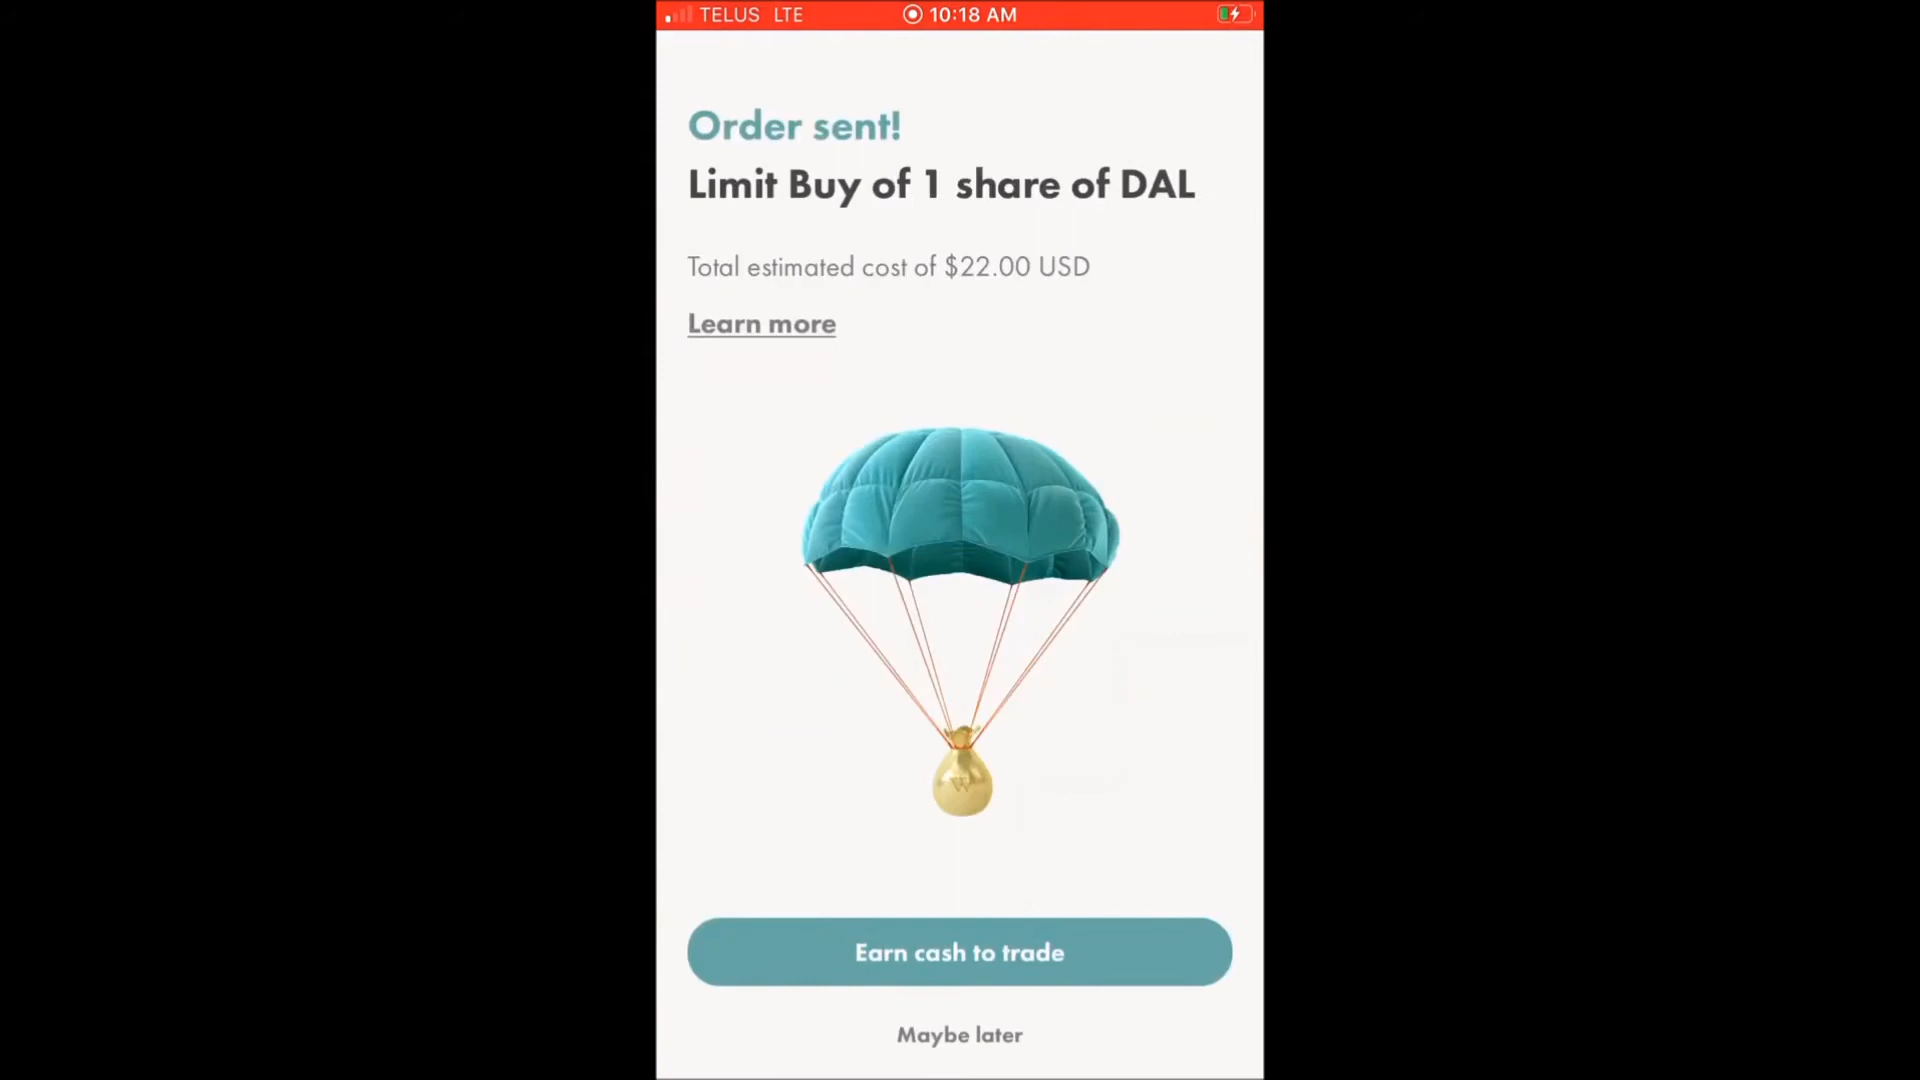 TELUS LTE 10:18 AM
Order sent!
Limit Buy of 1 share of DAL
Total estimated cost of $22.00 USD
Learn more
W
Earn cash to trade
Maybe later